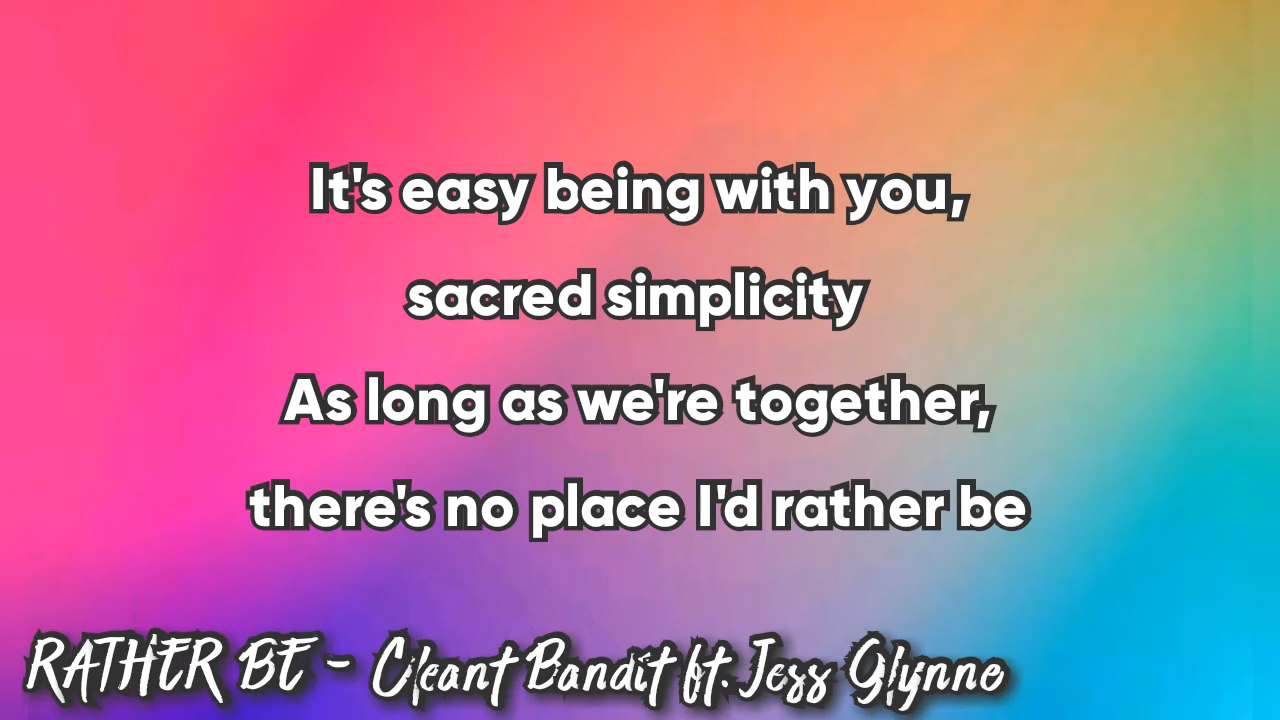 It's easy being with you,
sacred simplicity
As long as we're together,
there's no place I'd rather be
RATHER BE - Cleant Bandit ft. Jess Glynne